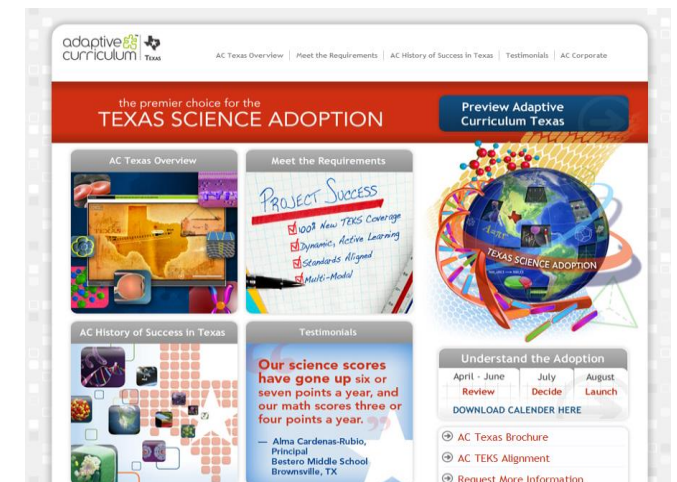 adaptive
curriculum TEXAS
AC Texas Overview | Meet the Requirements | AC History of Success in Texas | Testimonials | AC Corporate
the premier choice for the
TEXAS SCIENCE ADOPTION
Preview Adaptive
Curriculum Texas
AC Texas Overview
Meet the Requirements
PROJECT SUCCESS
100% New TEKS Coverage
Dynamic, Active Learning
Standards Aligned
Multi-Modal
TEXAS SCIENCE ADOPTION
AC History of Success in Texas
Testimonials
Our science scores
have gone up six or
seven points a year, and
our math scores three or
four points a year.
— Alma Cardenas-Rubio,
Principal
Bestero Middle School
Brownsville, TX
Understand the Adoption
April - June July August
Review Decide Launch
DOWNLOAD CALENDER HERE
AC Texas Brochure
AC TEKS Alignment
Request More Information